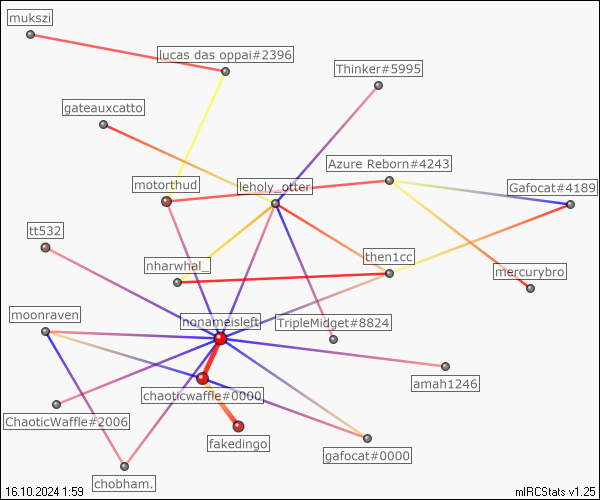 mukszi
lucas das oppai#2396
Thinker#5995
gateauxcatto
Azure Reborn#4243
motorthud
leholy_otter
Gafocat#4189
tt532
then1cc
nharwhal_
mercurybro
moonraven
nonameisleft
TripleMidget#8824
amah1246
chaoticwaffle#0000
ChaoticWaffle#2006
fakedingo
gafocat#0000
chobham.
16.10.2024 1:59
mIRCStats v1.25